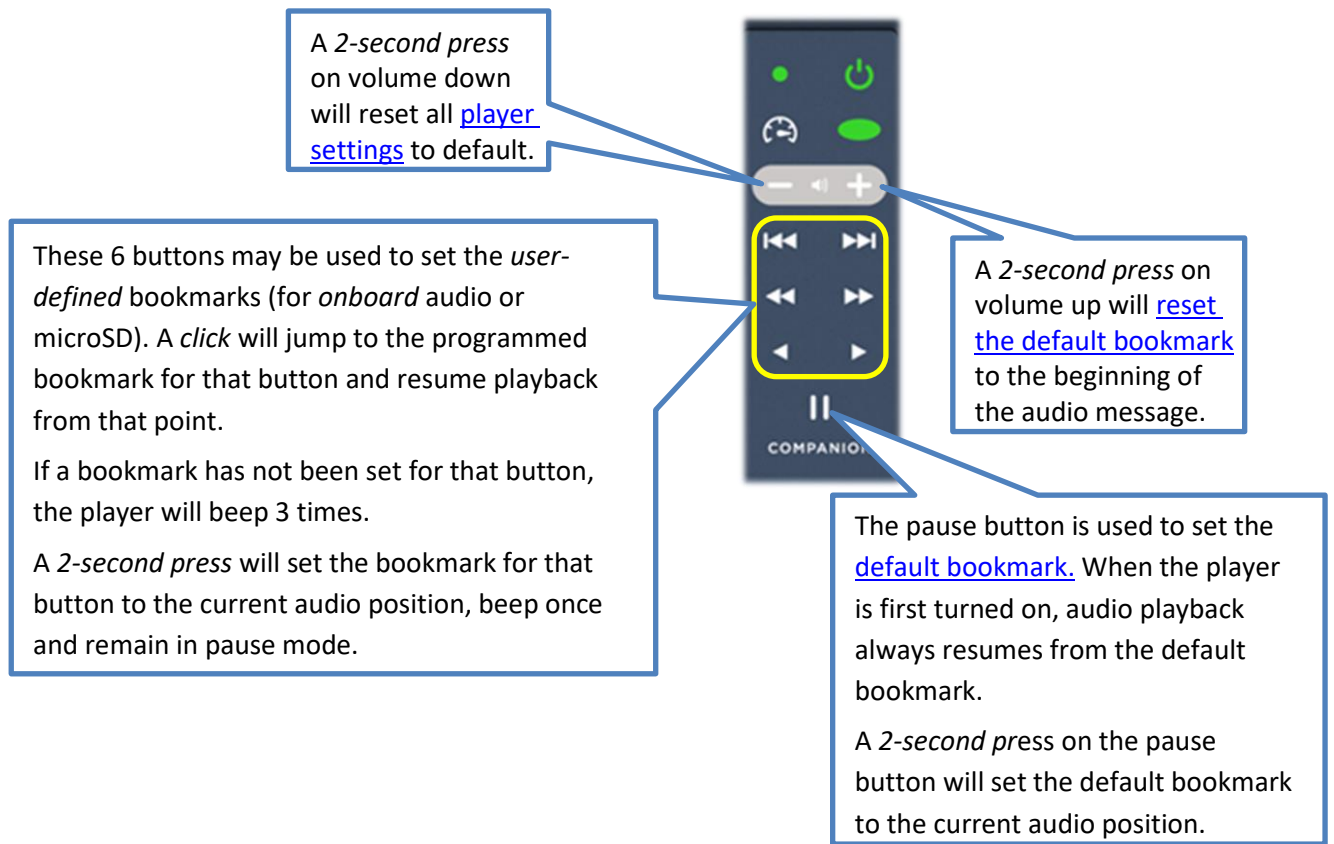 A 2-second press
on volume down
will reset all player
settings to default.
These 6 buttons may be used to set the user-
defined bookmarks (for onboard audio or
microSD). A click will jump to the programmed
bookmark for that button and resume playback
from that point.
If a bookmark has not been set for that button,
the player will beep 3 times.
A 2-second press will set the bookmark for that
button to the current audio position, beep once
and remain in pause mode.
A 2-second press on
volume up will reset
the default bookmark
to the beginning of
the audio message.
COMPANION
The pause button is used to set the
default bookmark. When the player
is first turned on, audio playback
always resumes from the default
bookmark.
A 2-second press on the pause
button will set the default bookmark
to the current audio position.